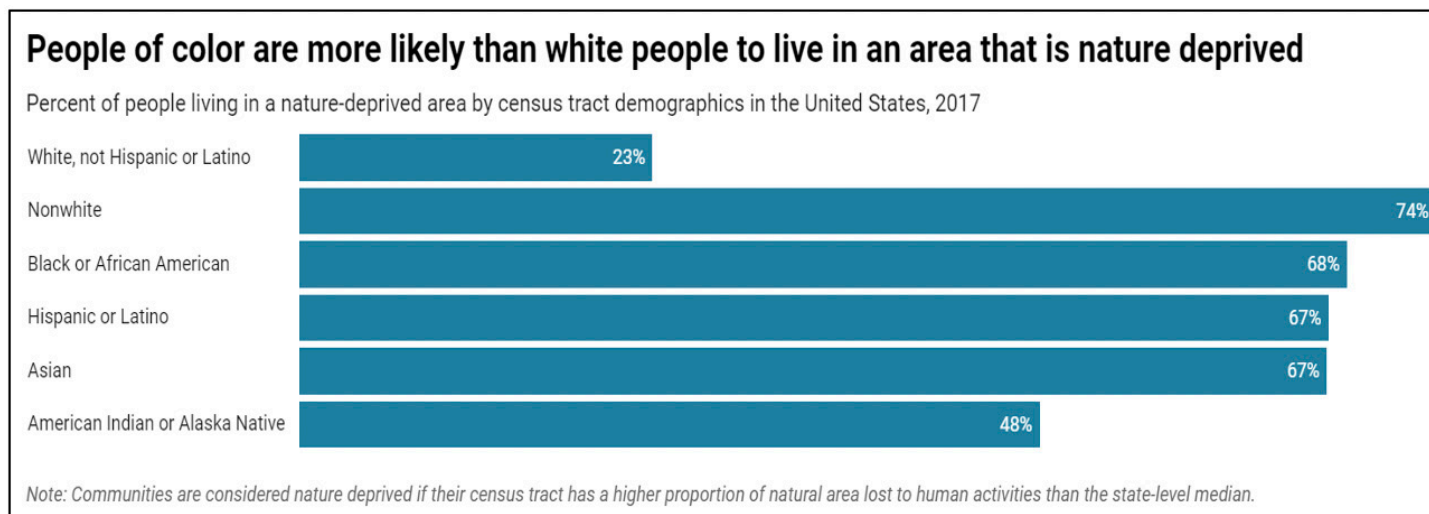 People of color are more likely than white people to live in an area that is nature deprived
Percent of people living in a nature-deprived area by census tract demographics in the United States, 2017
White, not Hispanic or Latino 23%
Nonwhite 74%
Black or African American 68%
Hispanic or Latino 67%
Asian 67%
American Indian or Alaska Native 48%
Note: Communities are considered nature deprived if their census tract has a higher proportion of natural area lost to human activities than the state-level median.